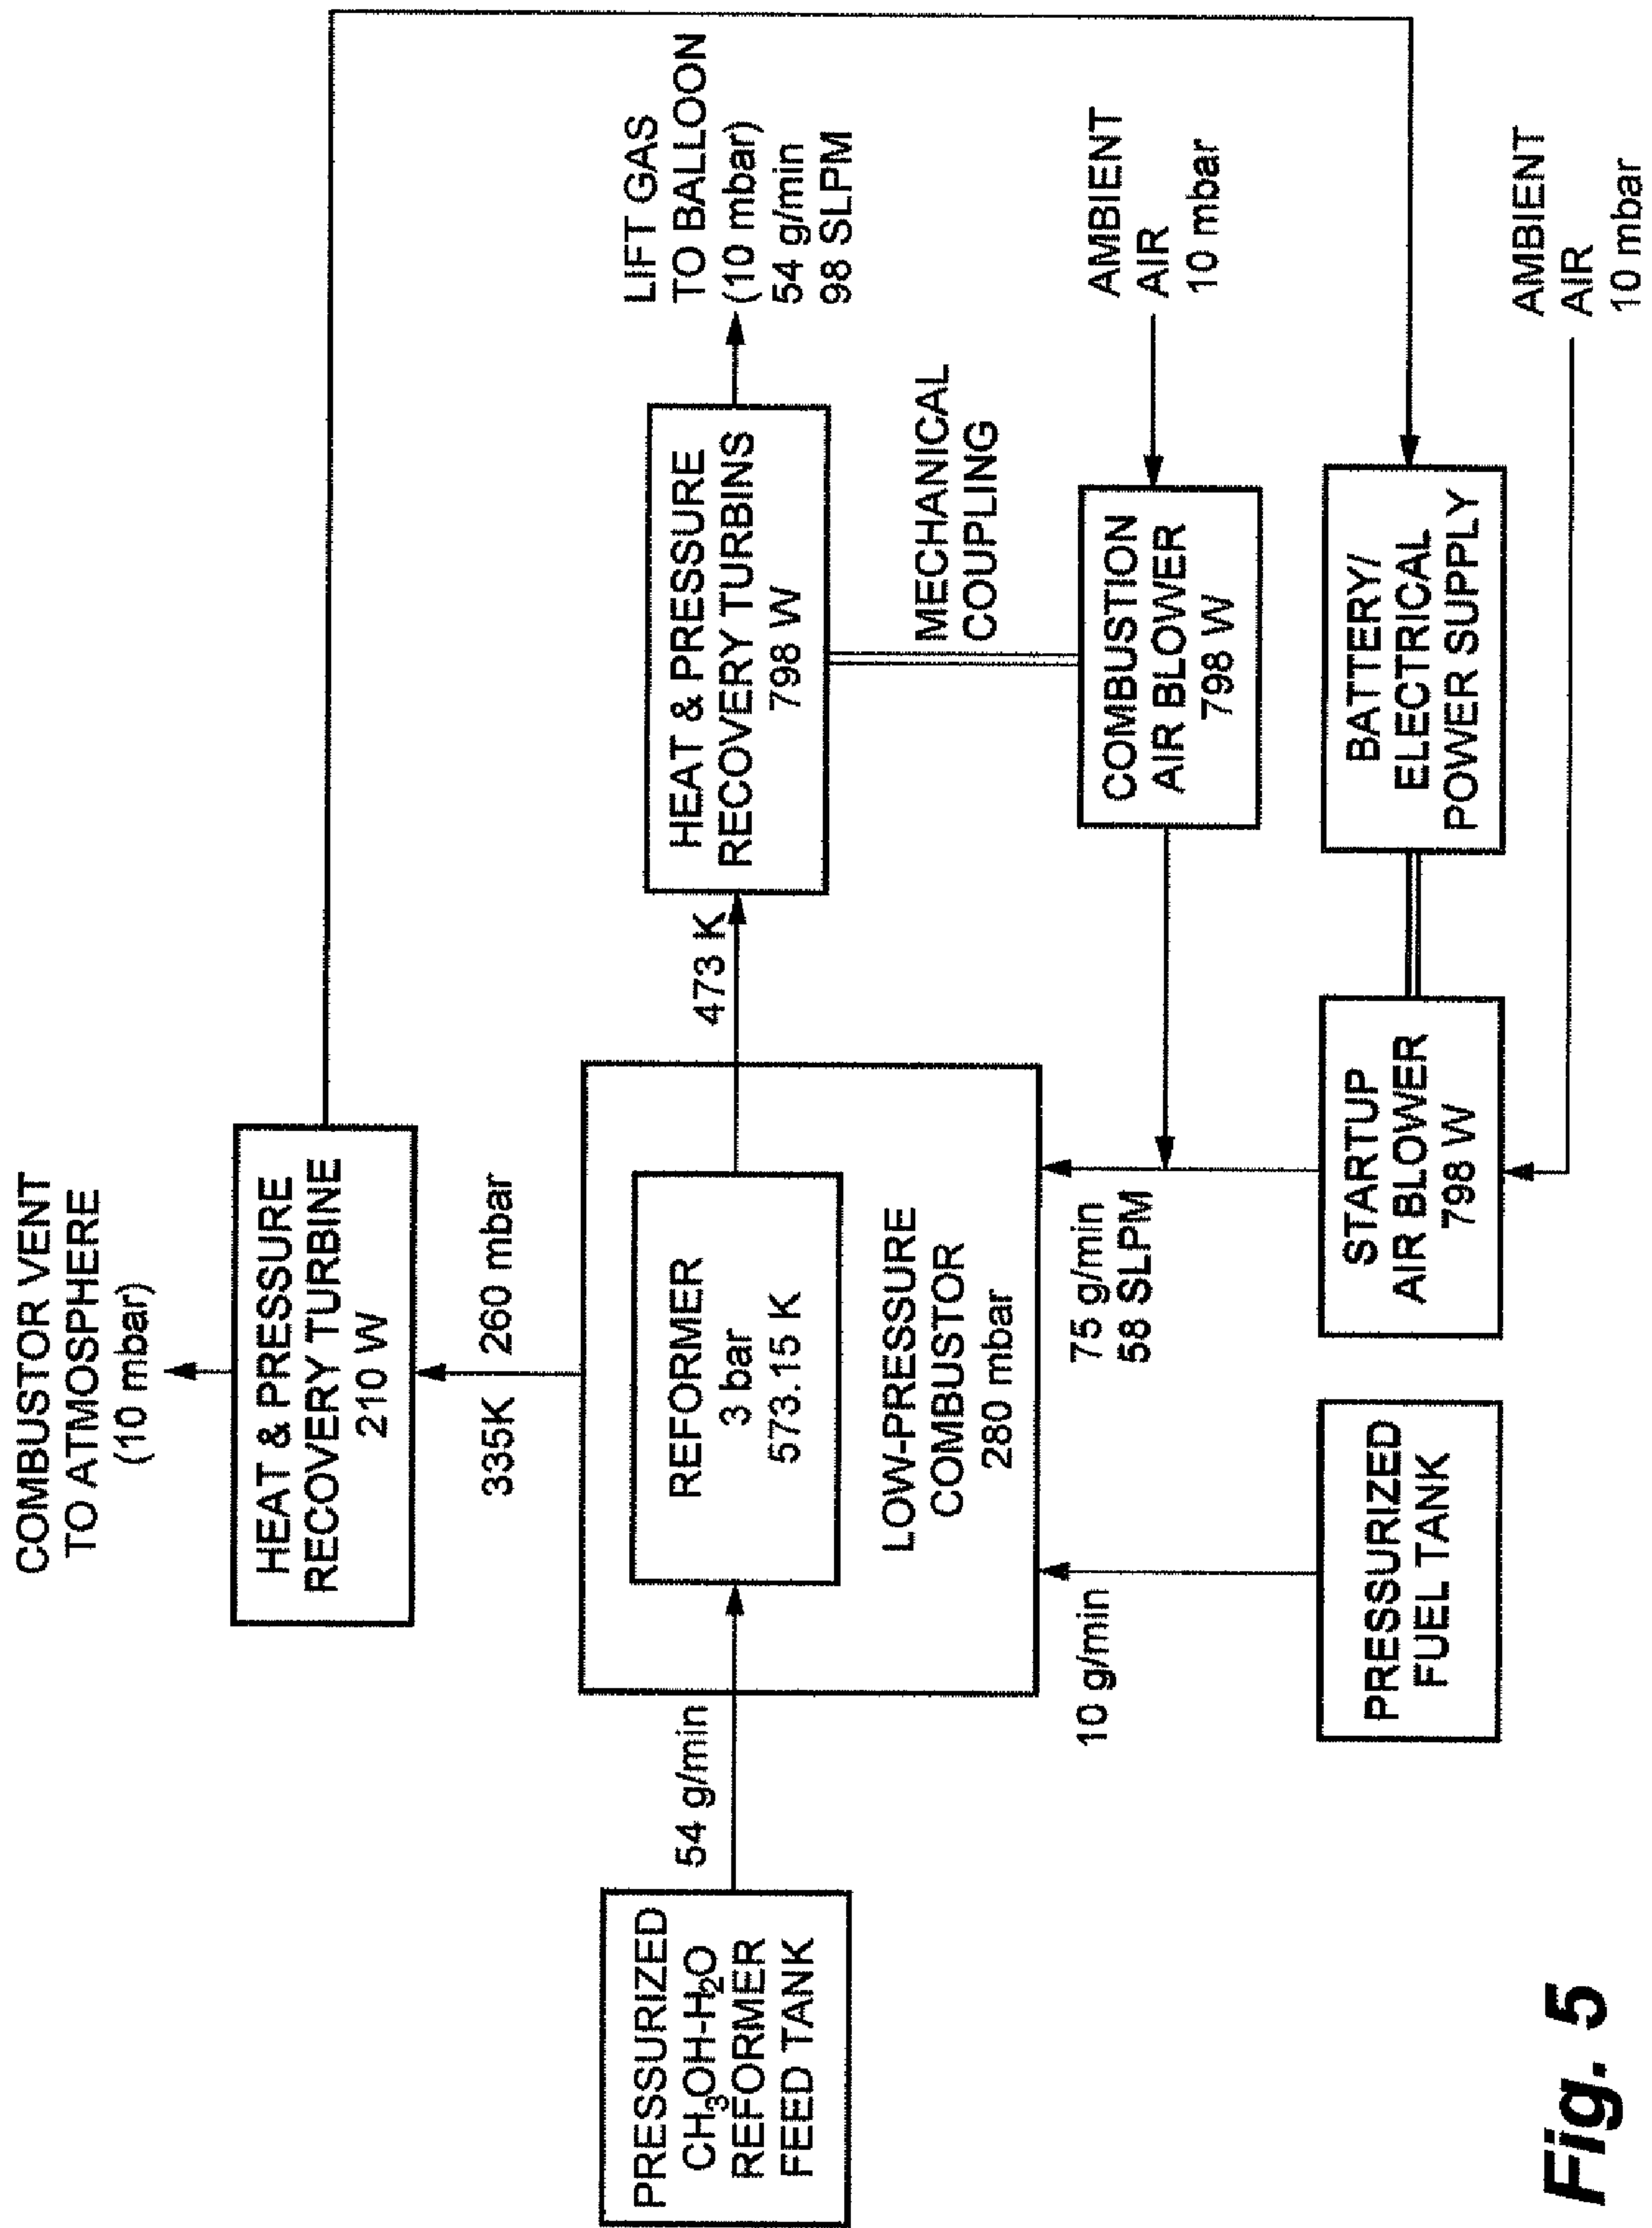 COMBUSTOR VENT
TO ATMOSPHERE
(10 mbar)
HEAT & PRESSURE
RECOVERY TURBINE
210 W
335K 260 mbar
PRESSURIZED
CH₃OH-H₂O
REFORMER
FEED TANK
54 g/min
REFORMER
3 bar
573.15 K
LOW-PRESSURE
COMBUSTOR
280 mbar
473 K
HEAT & PRESSURE
RECOVERY TURBINS
798 W
LIFT GAS
TO BALLOON
(10 mbar)
54 g/min
98 SLPM
MECHANICAL
COUPLING
COMBUSTION
AIR BLOWER
798 W
AMBIENT
AIR
10 mbar
10 g/min
75 g/min
58 SLPM
PRESSURIZED
FUEL TANK
STARTUP
AIR BLOWER
798 W
BATTERY/
ELECTRICAL
POWER SUPPLY
AMBIENT
AIR
10 mbar
Fig. 5